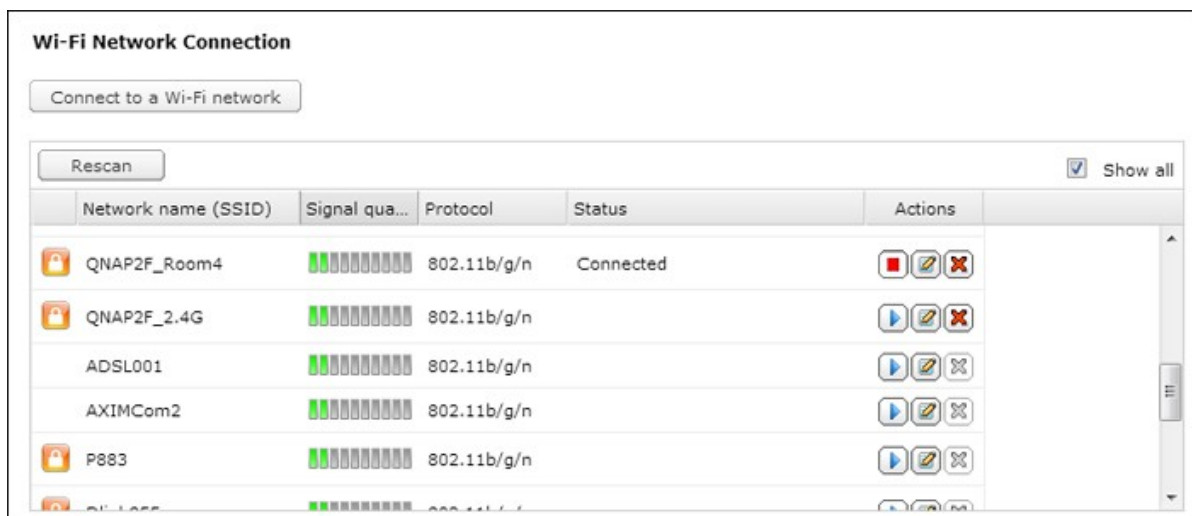 Wi-Fi Network Connection
Connect to a Wi-Fi network
Rescan Show all
Network name (SSID) Signal qua... Protocol Status Actions
QNAP2F_Room4 802.11b/g/n Connected
QNAP2F_2.4G 802.11b/g/n
ADSL001 802.11b/g/n
AXIMCom2 802.11b/g/n
P883 802.11b/g/n